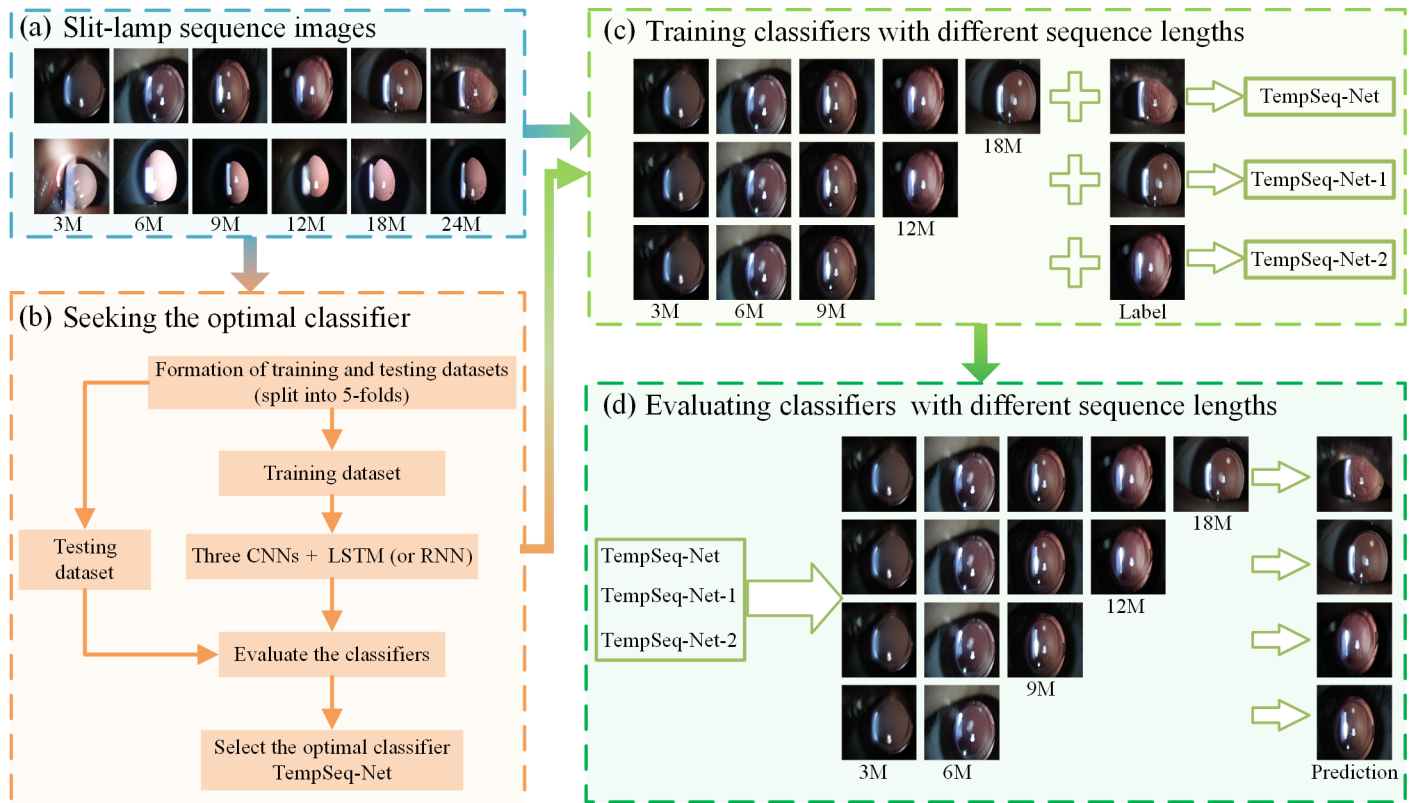 (a) Slit-lamp sequence images
3M 6M 9M 12M 18M 24M
(b) Seeking the optimal classifier
Formation of training and testing datasets
(split into 5-folds)
Training dataset
Testing
dataset
Three CNNs + LSTM (or RNN)
Evaluate the classifiers
Select the optimal classifier
TempSeq-Net
(c) Training classifiers with different sequence lengths
TempSeq-Net
18M
TempSeq-Net-1
12M
TempSeq-Net-2
3M 6M 9M Label
(d) Evaluating classifiers with different sequence lengths
TempSeq-Net
TempSeq-Net-1
TempSeq-Net-2
18M
12M
9M
3M 6M Prediction